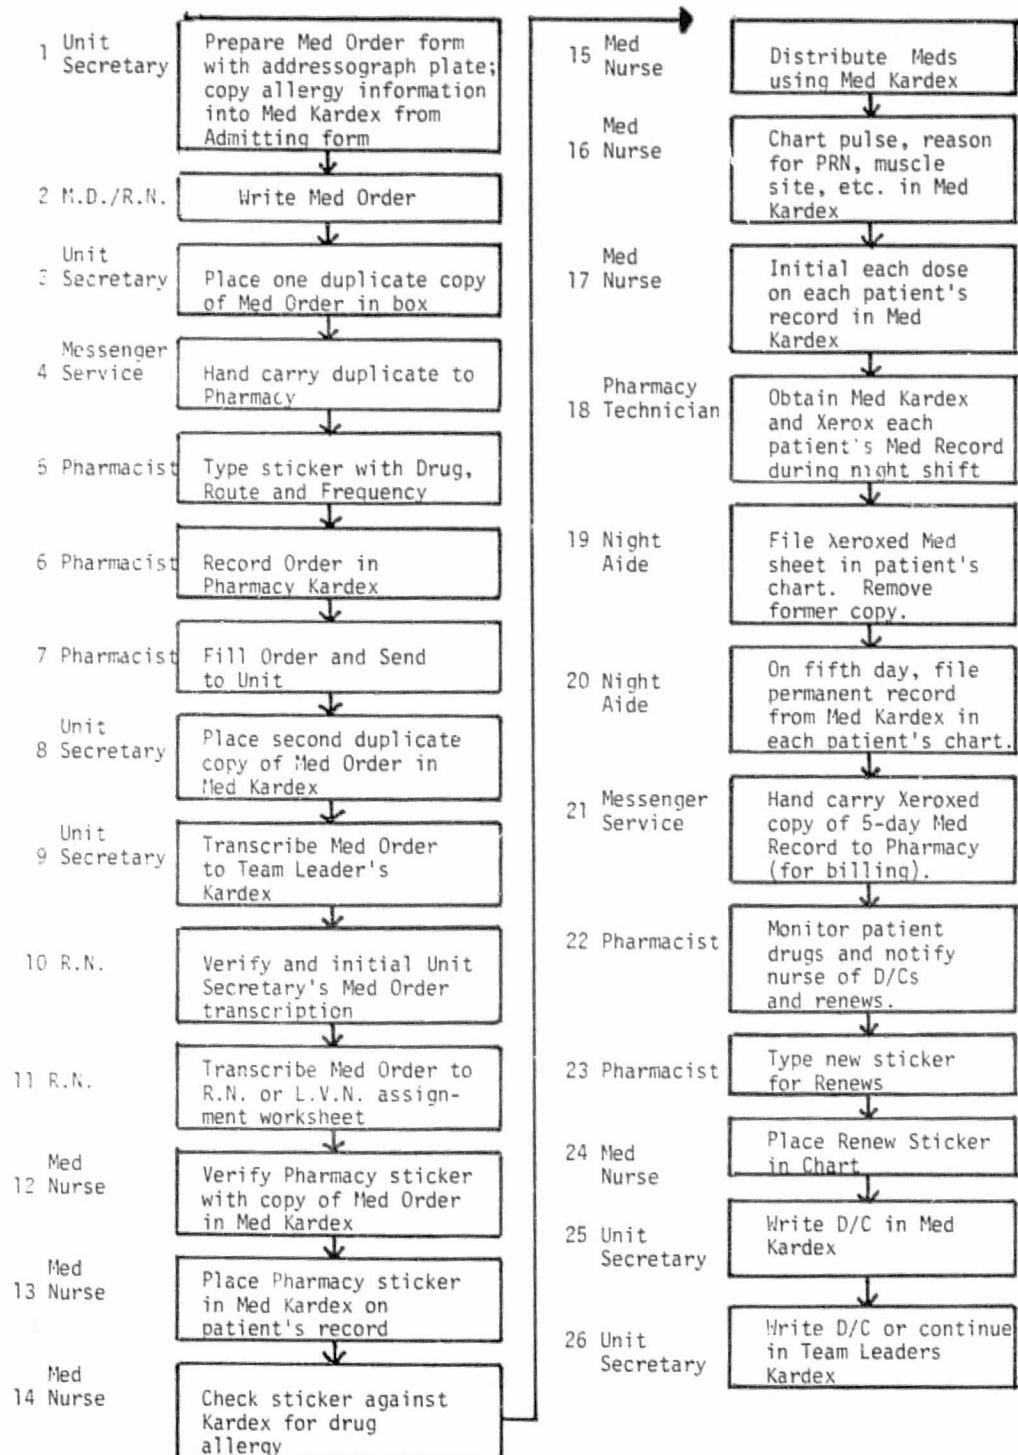 1 Unit
Secretary
Prepare Med Order form
with addressograph plate;
copy allergy information
into Med Kardex from
Admitting form
2 M.D./R.N.
Write Med Order
Unit
3 Secretary
Place one duplicate copy
of Med Order in box
Messenger
4 Service
Hand carry duplicate to
Pharmacy
5 Pharmacist
Type sticker with Drug,
Route and Frequency
6 Pharmacist
Record Order in
Pharmacy Kardex
7 Pharmacist
Fill Order and Send
to Unit
Unit
8 Secretary
Place second duplicate
copy of Med Order in
Med Kardex
Unit
9 Secretary
Transcribe Med Order
to Team Leader's
Kardex
10 R.N.
Verify and initial Unit
Secretary's Med Order
transcription
11 R.N.
Transcribe Med Order to
R.N. or L.V.N. assign-
ment worksheet
Med
12 Nurse
Verify Pharmacy sticker
with copy of Med Order
in Med Kardex
Med
13 Nurse
Place Pharmacy sticker
in Med Kardex on
patient's record
Med
14 Nurse
Check sticker against
Kardex for drug
allergy
15 Med
Nurse
Distribute Meds
using Med Kardex
Med
16 Nurse
Chart pulse, reason
for PRN, muscle
site, etc. in Med
Kardex
Med
17 Nurse
Initial each dose
on each patient's
record in Med
Kardex
Pharmacy
18 Technician
Obtain Med Kardex
and Xerox each
patient's Med Record
during night shift
19 Night
Aide
File Xeroxed Med
sheet in patient's
chart. Remove
former copy.
20 Night
Aide
On fifth day, file
permanent record
from Med Kardex in
each patient's chart.
21 Messenger
Service
Hand carry Xeroxed
copy of 5-day Med
Record to Pharmacy
(for billing).
22 Pharmacist
Monitor patient
drugs and notify
nurse of D/Cs
and renews.
23 Pharmacist
Type new sticker
for Renews
24 Med
Nurse
Place Renew Sticker
in Chart
25 Unit
Secretary
Write D/C in Med
Kardex
26 Unit
Secretary
Write D/C or continue
in Team Leaders
Kardex